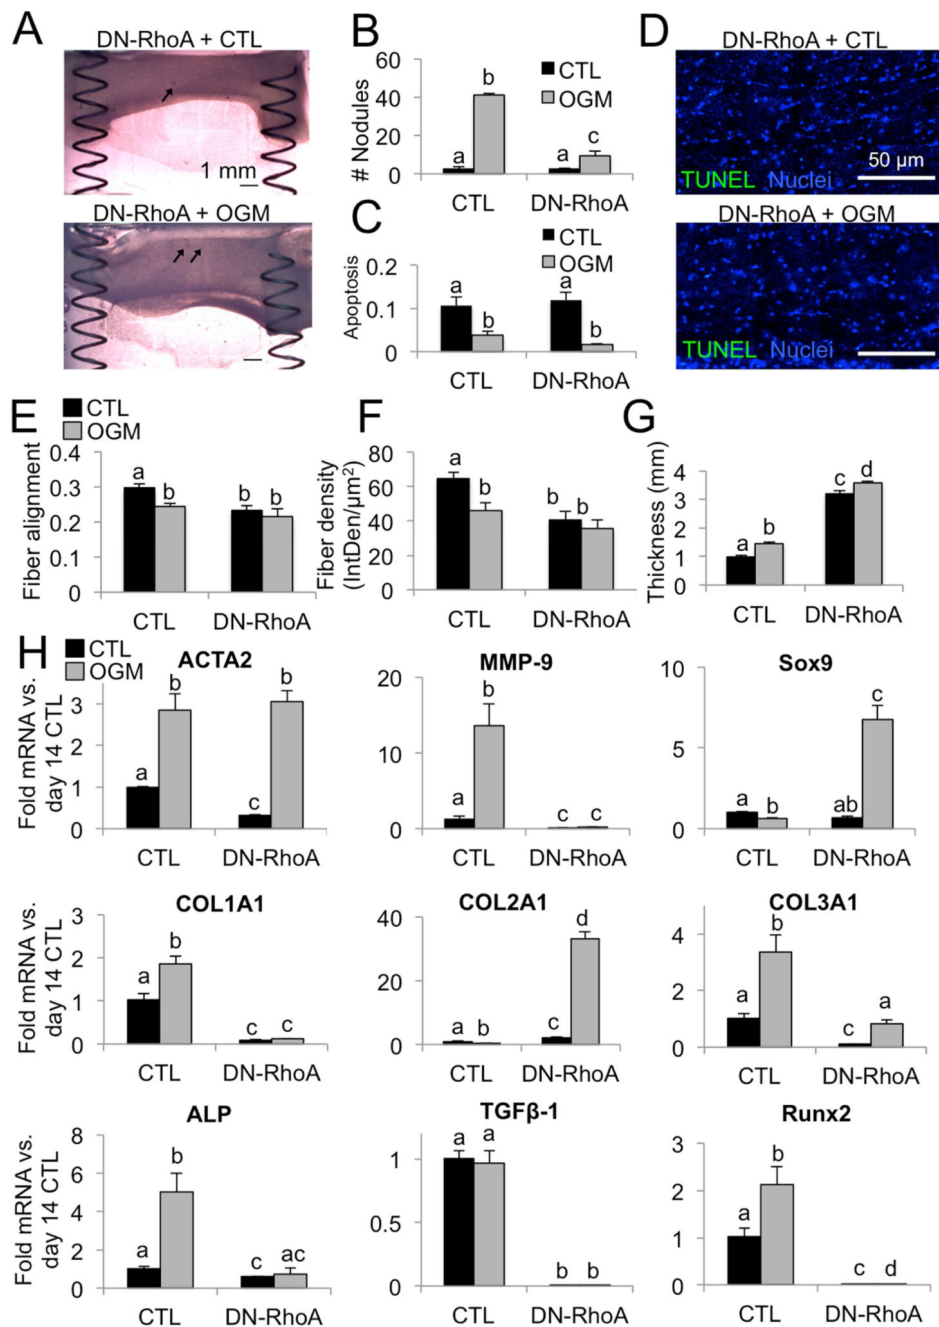 A
DN-RhoA + CTL
1 mm
DN-RhoA + OGM
B
# Nodules
60
40
20
0
CTL
OGM
a
b
a
c
CTL
DN-RhoA
C
Apoptosis
0.2
0.1
0
CTL
OGM
a
b
a
b
CTL
DN-RhoA
D
DN-RhoA + CTL
50 µm
TUNEL Nuclei
DN-RhoA + OGM
TUNEL Nuclei
E
CTL
OGM
Fiber alignment
0.4
0.3
0.2
0.1
0
a
b
b
b
CTL
DN-RhoA
F
Fiber density
(IntDen/µm²)
80
60
40
20
0
a
b
b
b
CTL
DN-RhoA
G
Thickness (mm)
4
3
2
1
0
a
b
c
d
CTL
DN-RhoA
H
CTL
OGM
ACTA2
Fold mRNA vs.
day 14 CTL
3
2
1
0
a
b
c
b
CTL
DN-RhoA
MMP-9
20
10
0
a
b
c
c
CTL
DN-RhoA
Sox9
10
5
0
a
b
ab
c
CTL
DN-RhoA
COL1A1
Fold mRNA vs.
day 14 CTL
3
2
1
0
a
b
c
c
CTL
DN-RhoA
COL2A1
40
20
0
a
b
c
d
CTL
DN-RhoA
COL3A1
4
2
0
a
b
c
a
CTL
DN-RhoA
ALP
Fold mRNA vs.
day 14 CTL
8
6
4
2
0
a
b
c
ac
CTL
DN-RhoA
TGFβ-1
1
0.5
0
a
a
b
b
CTL
DN-RhoA
Runx2
3
2
1
0
a
b
c
d
CTL
DN-RhoA